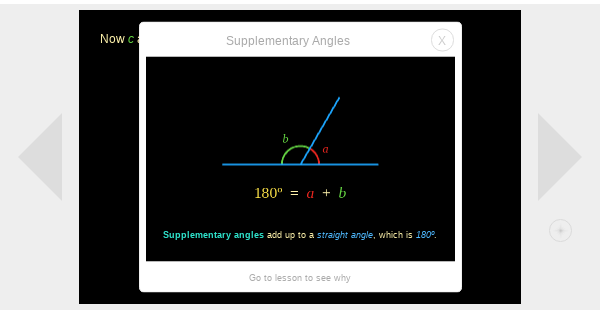 Supplementary Angles
X
Now c
b
a
180º = a + b
Supplementary angles add up to a straight angle, which is 180º.
Go to lesson to see why